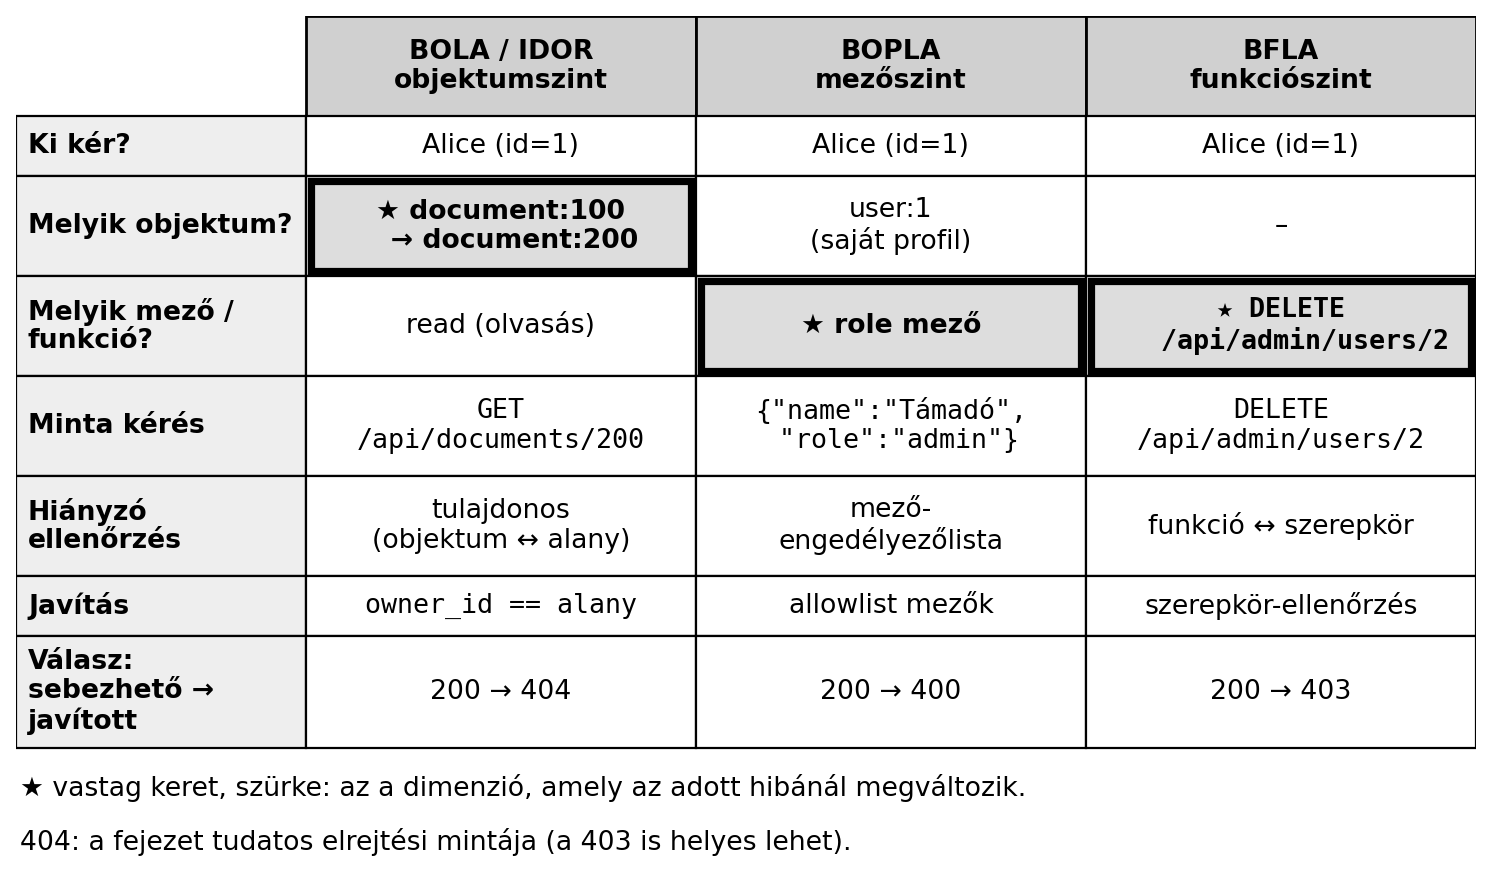 BOLA / IDOR
objektumszint
BOPLA
mezőszint
BFLA
funkciószint
Ki kér?
Alice (id=1)
Alice (id=1)
Alice (id=1)
Melyik objektum?
★ document:100
→ document:200
user:1
(saját profil)
–
Melyik mező /
funkció?
read (olvasás)
★ role mező
★ DELETE
/api/admin/users/2
Minta kérés
GET
/api/documents/200
{"name":"Támadó",
"role":"admin"}
DELETE
/api/admin/users/2
Hiányzó
ellenőrzés
tulajdonos
(objektum ↔ alany)
mező-
engedélyezőlista
funkció ↔ szerepkör
Javítás
owner_id == alany
allowlist mezők
szerepkör-ellenőrzés
Válasz:
sebezhető →
javított
200 → 404
200 → 400
200 → 403
★ vastag keret, szürke: az a dimenzió, amely az adott hibánál megváltozik.
404: a fejezet tudatos elrejtési mintája (a 403 is helyes lehet).